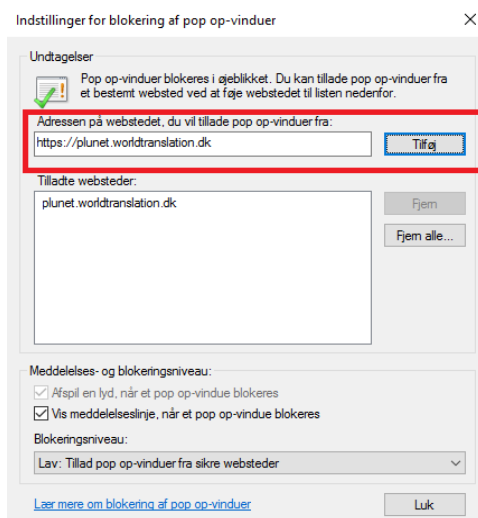 Indstillinger for blokering af pop op-vinduer
Undtagelser
Pop op-vinduer blokeres i øjeblikket. Du kan tillade pop op-vinduer fra
et bestemt websted ved at føje webstedet til listen nedenfor.
Adressen på webstedet, du vil tillade pop op-vinduer fra:
https://plunet.worldtranslation.dk
Tilføj
Tilladte websteder:
plunet.worldtranslation.dk
Fjern
Fjern alle...
Meddelelses- og blokeringsniveau:
Afspil en lyd, når et pop op-vindue blokeres
Vis meddelelseslinje, når et pop op-vindue blokeres
Blokeringsniveau:
Lav: Tillad pop op-vinduer fra sikre websteder
Lær mere om blokering af pop op-vinduer
Luk